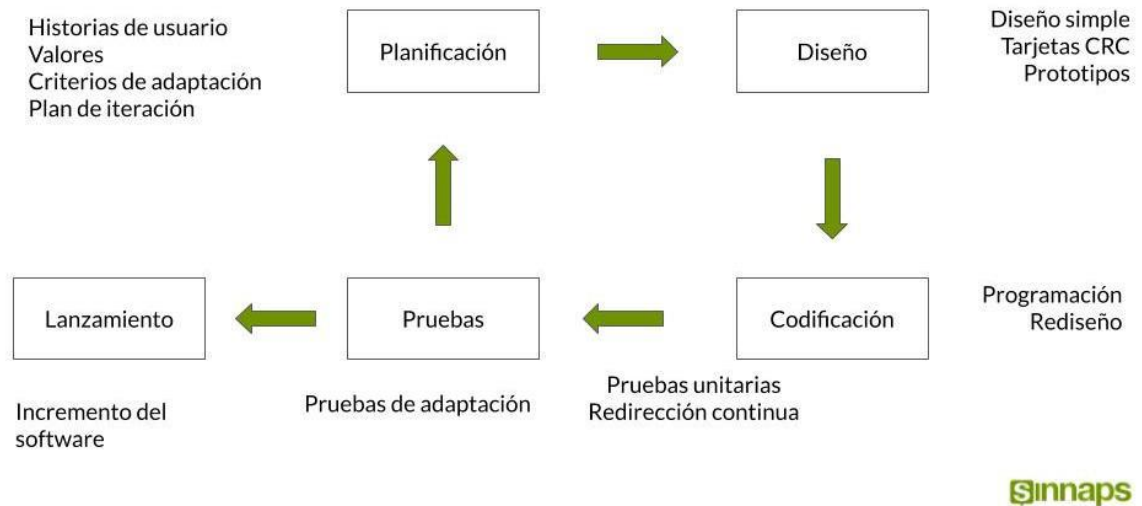 Historias de usuario
Valores
Criterios de adaptación
Plan de iteración
Planificación
Diseño
Diseño simple
Tarjetas CRC
Prototipos
Lanzamiento
Pruebas
Codificación
Programación
Rediseño
Incremento del
software
Pruebas de adaptación
Pruebas unitarias
Redirección continua
sinnaps